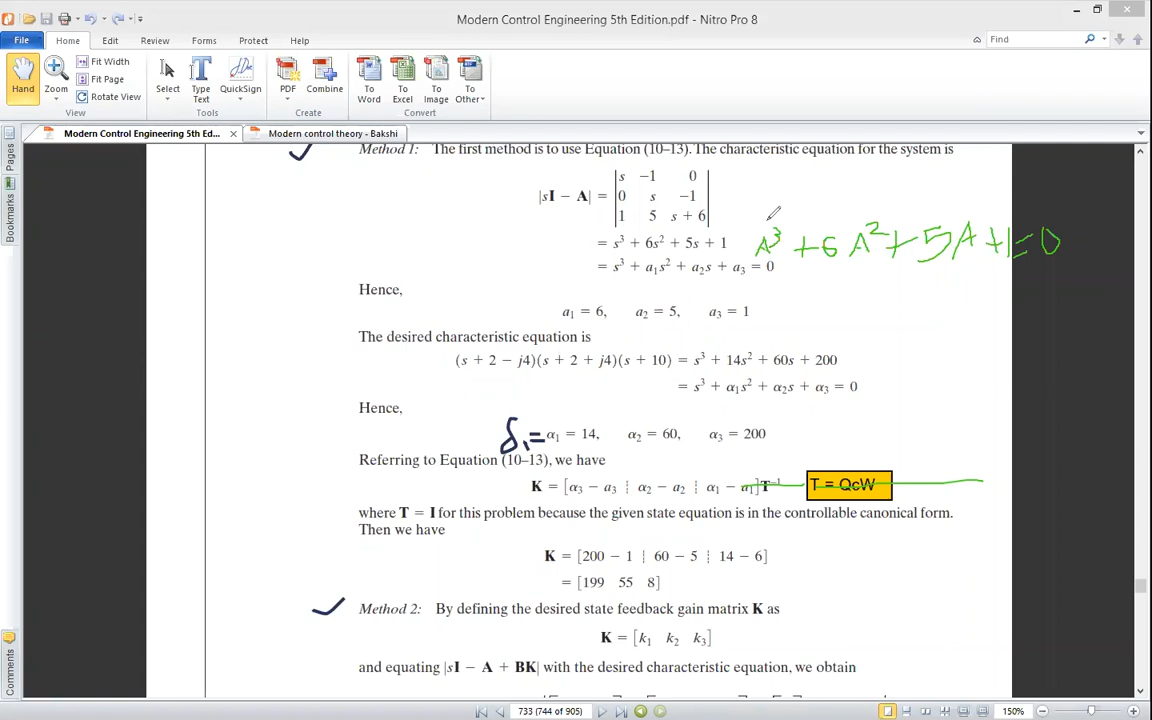 Modern Control Engineering 5th Edition.pdf - Nitro Pro 8
File Home Edit Review Forms Protect Help Find
Hand Zoom Fit Width Fit Page Rotate View Select Type Text QuickSign PDF Combine To Word To Excel To Image To Other
View Tools Create Convert
Modern Control Engineering 5th Ed... x Modern control theory - Bakshi
Pages
Bookmarks
Comments
Method 1: The first method is to use Equation (10–13). The characteristic equation for the system is
|sI − A| = |s −1 0|
|0 s −1|
|1 5 s + 6|
= s³ + 6s² + 5s + 1
A³ + 6 A² + 5A + 1 = 0
= s³ + a₁s² + a₂s + a₃ = 0
Hence,
a₁ = 6, a₂ = 5, a₃ = 1
The desired characteristic equation is
(s + 2 − j4)(s + 2 + j4)(s + 10) = s³ + 14s² + 60s + 200
= s³ + α₁s² + α₂s + α₃ = 0
Hence,
δ₁= α₁ = 14, α₂ = 60, α₃ = 200
Referring to Equation (10–13), we have
K = [α₃ − a₃ ⋮ α₂ − a₂ ⋮ α₁ − a₁]T⁻¹ T = QcW
where T = I for this problem because the given state equation is in the controllable canonical form.
Then we have
K = [200 − 1 ⋮ 60 − 5 ⋮ 14 − 6]
= [199 55 8]
Method 2: By defining the desired state feedback gain matrix K as
K = [k₁ k₂ k₃]
and equating |sI − A + BK| with the desired characteristic equation, we obtain
733 (744 of 905) 150%